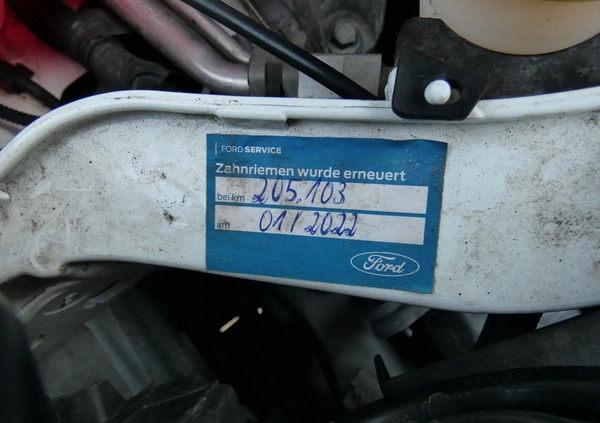 FORD SERVICE
Zahnriemen wurde erneuert
bei km 205.103
am 01/2022
Ford